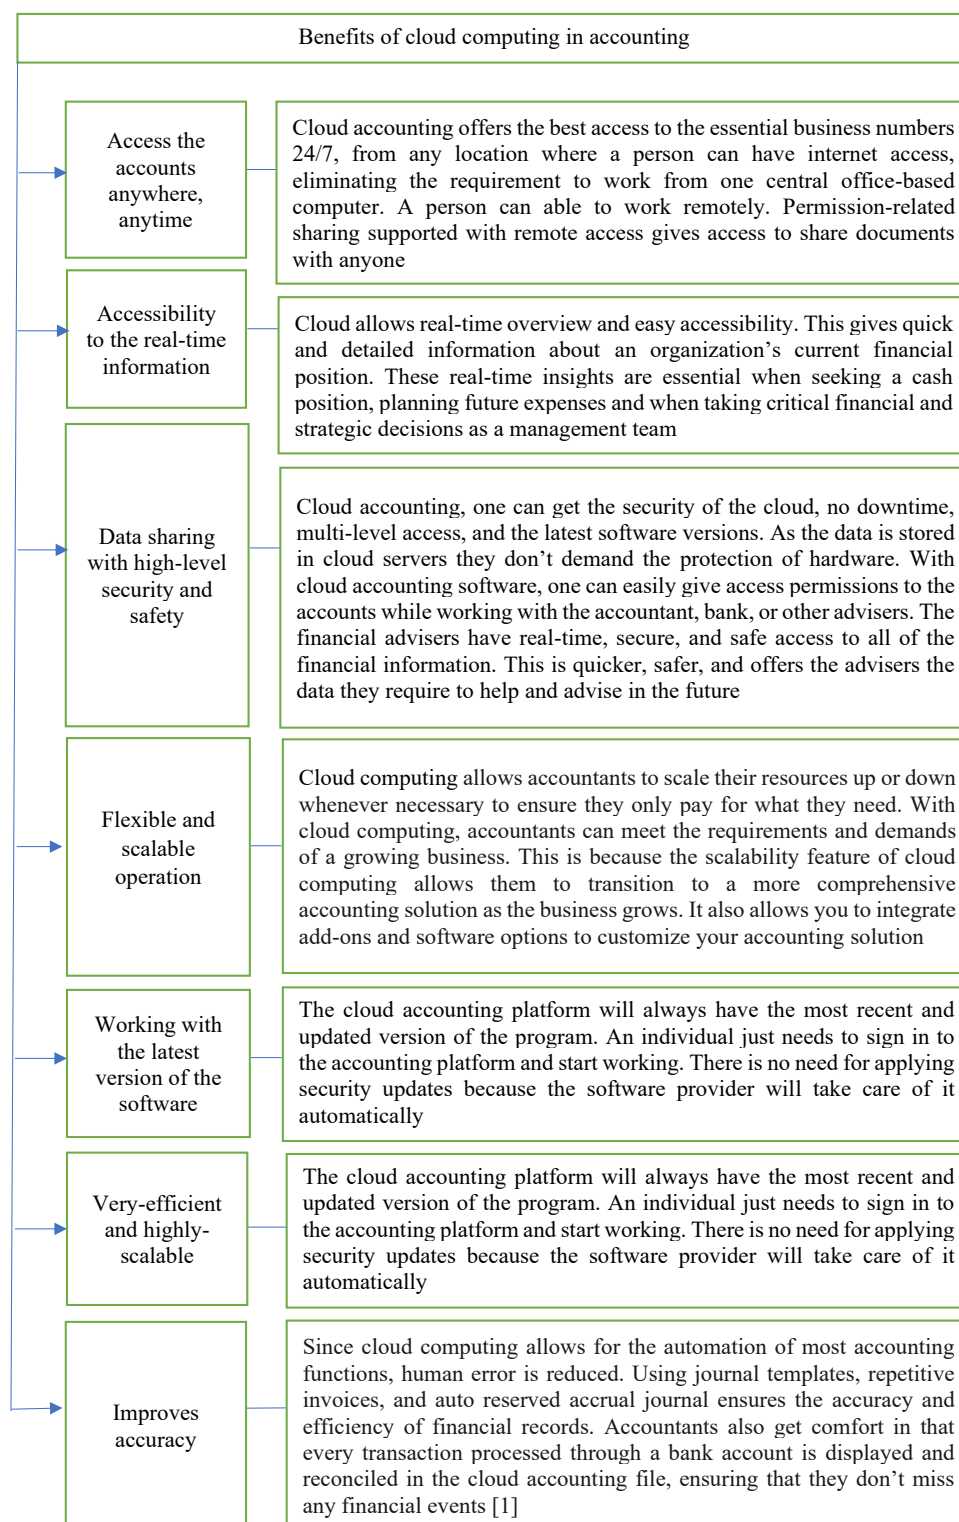 Benefits of cloud computing in accounting
Access the
accounts
anywhere,
anytime
Cloud accounting offers the best access to the essential business numbers
24/7, from any location where a person can have internet access,
eliminating the requirement to work from one central office-based
computer. A person can able to work remotely. Permission-related
sharing supported with remote access gives access to share documents
with anyone
Accessibility
to the real-time
information
Cloud allows real-time overview and easy accessibility. This gives quick
and detailed information about an organization’s current financial
position. These real-time insights are essential when seeking a cash
position, planning future expenses and when taking critical financial and
strategic decisions as a management team
Data sharing
with high-level
security and
safety
Cloud accounting, one can get the security of the cloud, no downtime,
multi-level access, and the latest software versions. As the data is stored
in cloud servers they don’t demand the protection of hardware. With
cloud accounting software, one can easily give access permissions to the
accounts while working with the accountant, bank, or other advisers. The
financial advisers have real-time, secure, and safe access to all of the
financial information. This is quicker, safer, and offers the advisers the
data they require to help and advise in the future
Flexible and
scalable
operation
Cloud computing allows accountants to scale their resources up or down
whenever necessary to ensure they only pay for what they need. With
cloud computing, accountants can meet the requirements and demands
of a growing business. This is because the scalability feature of cloud
computing allows them to transition to a more comprehensive
accounting solution as the business grows. It also allows you to integrate
add-ons and software options to customize your accounting solution
Working with
the latest
version of the
software
The cloud accounting platform will always have the most recent and
updated version of the program. An individual just needs to sign in to
the accounting platform and start working. There is no need for applying
security updates because the software provider will take care of it
automatically
Very-efficient
and highly-
scalable
The cloud accounting platform will always have the most recent and
updated version of the program. An individual just needs to sign in to
the accounting platform and start working. There is no need for applying
security updates because the software provider will take care of it
automatically
Improves
accuracy
Since cloud computing allows for the automation of most accounting
functions, human error is reduced. Using journal templates, repetitive
invoices, and auto reserved accrual journal ensures the accuracy and
efficiency of financial records. Accountants also get comfort in that
every transaction processed through a bank account is displayed and
reconciled in the cloud accounting file, ensuring that they don’t miss
any financial events [1]